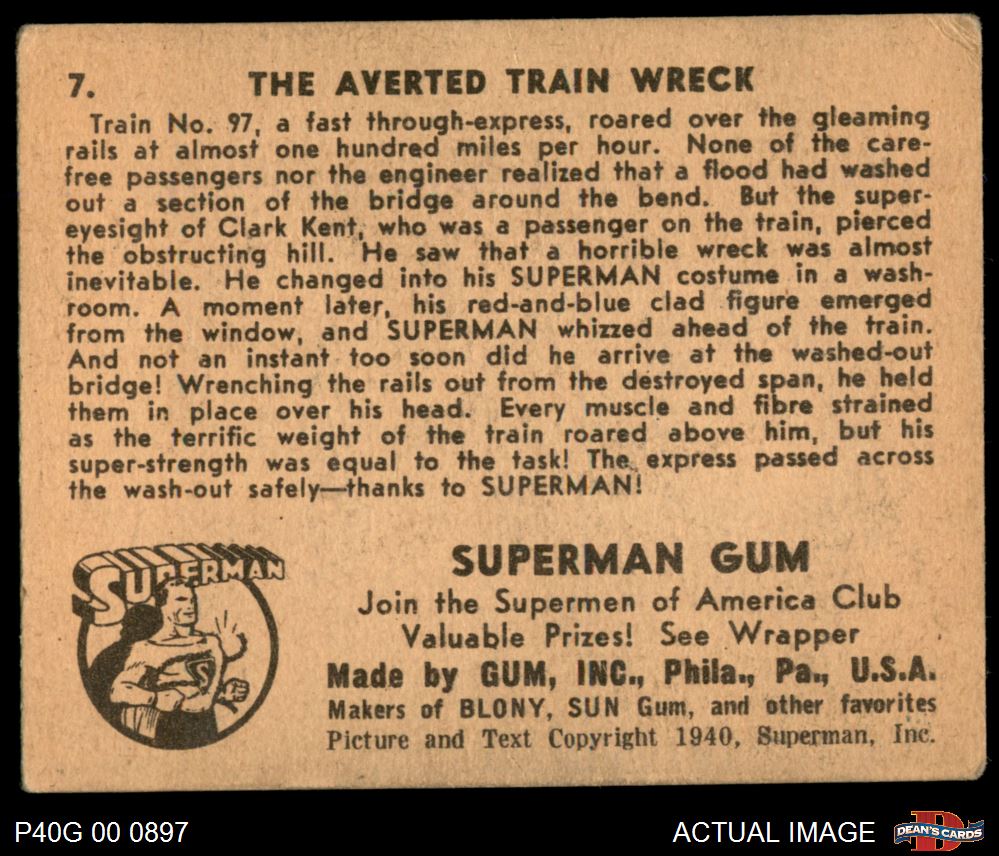 7. THE AVERTED TRAIN WRECK
Train No. 97, a fast through-express, roared over the gleaming
rails at almost one hundred miles per hour. None of the care-
free passengers nor the engineer realized that a flood had washed
out a section of the bridge around the bend. But the super-
eyesight of Clark Kent, who was a passenger on the train, pierced
the obstructing hill. He saw that a horrible wreck was almost
inevitable. He changed into his SUPERMAN costume in a wash-
room. A moment later, his red-and-blue clad figure emerged
from the window, and SUPERMAN whizzed ahead of the train.
And not an instant too soon did he arrive at the washed-out
bridge! Wrenching the rails out from the destroyed span, he held
them in place over his head. Every muscle and fibre strained
as the terrific weight of the train roared above him, but his
super-strength was equal to the task! The express passed across
the wash-out safely—thanks to SUPERMAN!
SUPERMAN
S
SUPERMAN GUM
Join the Supermen of America Club
Valuable Prizes! See Wrapper
Made by GUM, INC., Phila., Pa., U.S.A.
Makers of BLONY, SUN Gum, and other favorites
Picture and Text Copyright 1940, Superman, Inc.
P40G 00 0897
ACTUAL IMAGE
D
DEAN'S CARDS